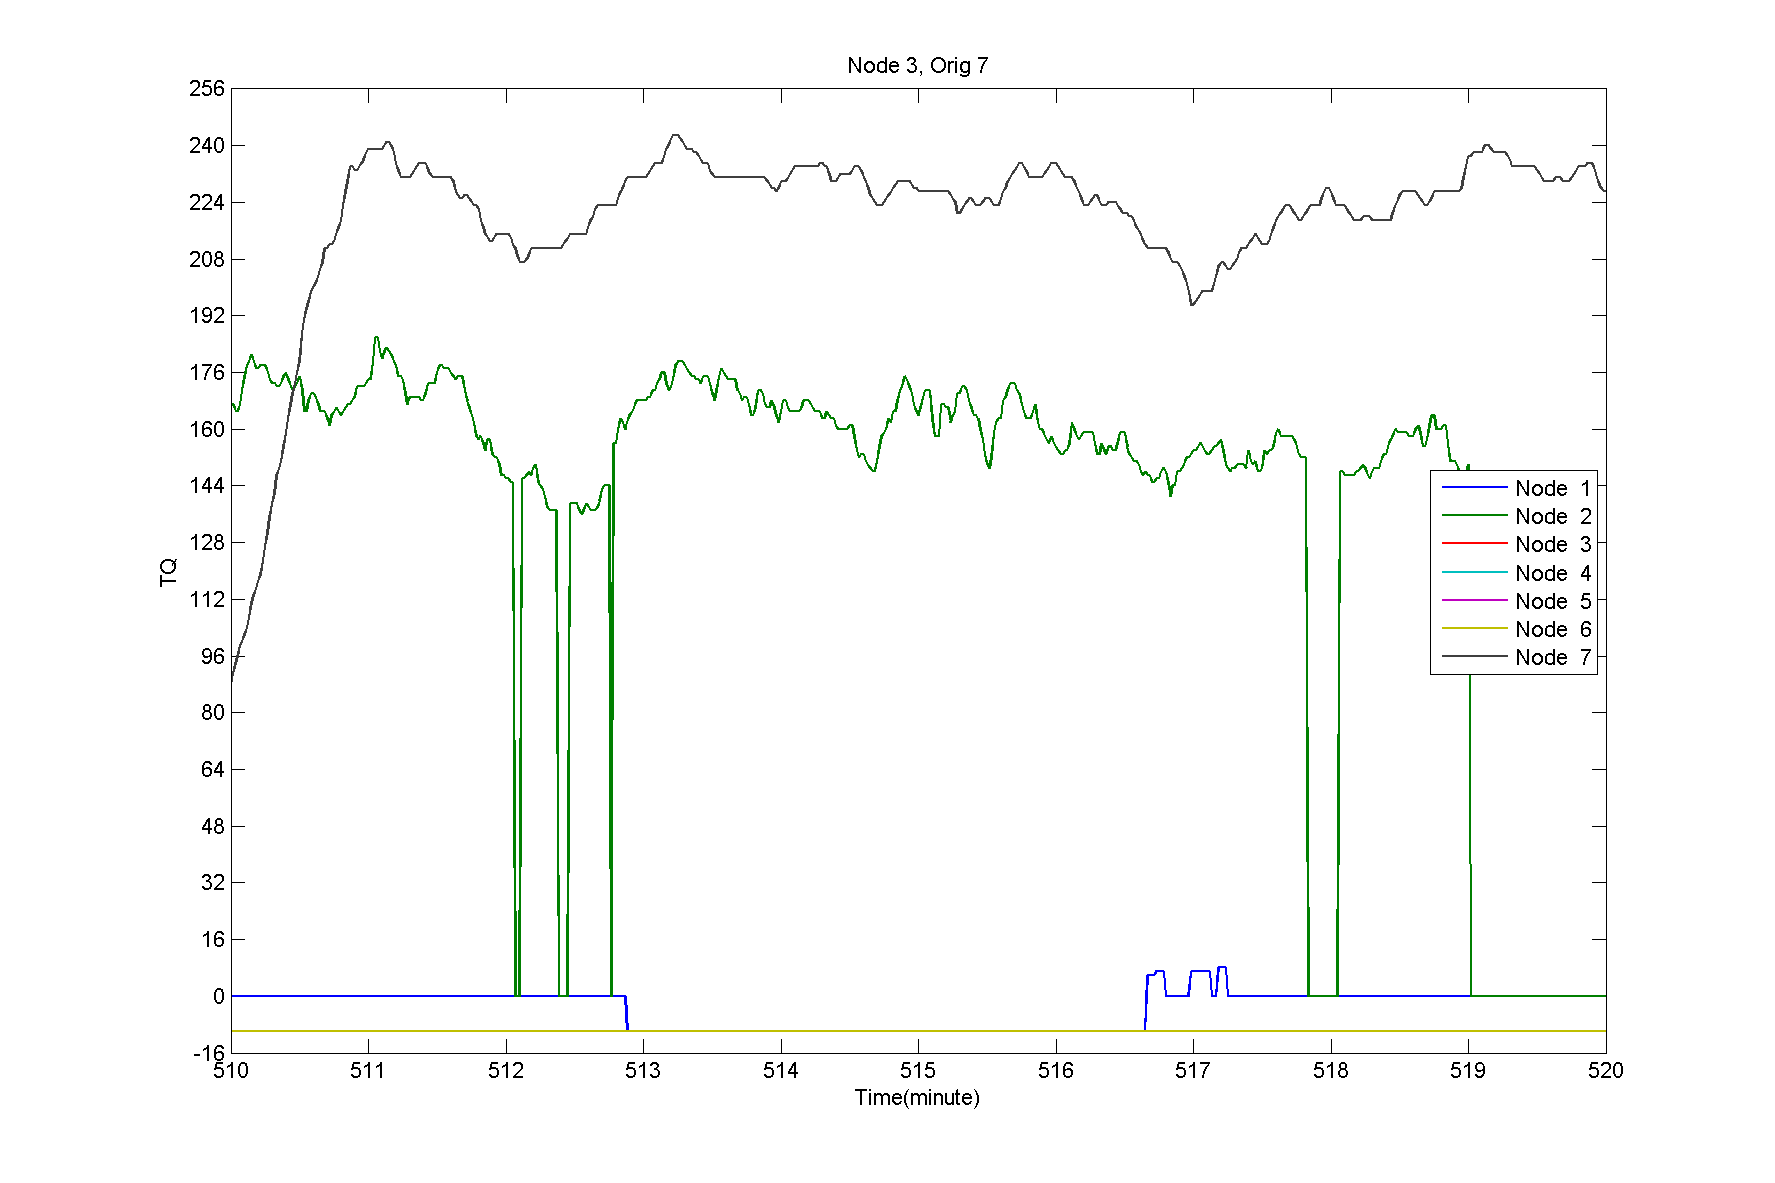 Node 3, Orig 7
256
240
224
208
192
176
160
144
128
112
96
80
64
48
32
16
0
-16
TQ
Node 1
Node 2
Node 3
Node 4
Node 5
Node 6
Node 7
510 511 512 513 514 515 516 517 518 519 520
Time(minute)